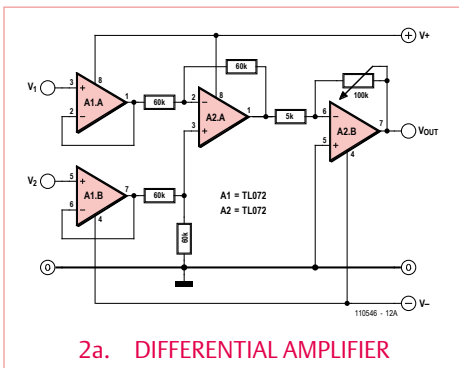 V+
V1
3
+
8
1
2
−
A1.A
60k
60k
2
−
8
3
+
1
A2.A
5k
100k
6
−
7
5
+
4
A2.B
VOUT
V2
5
+
7
6
−
4
A1.B
60k
60k
A1 = TL072
A2 = TL072
0
0
V−
110546 - 12A
2a. DIFFERENTIAL AMPLIFIER